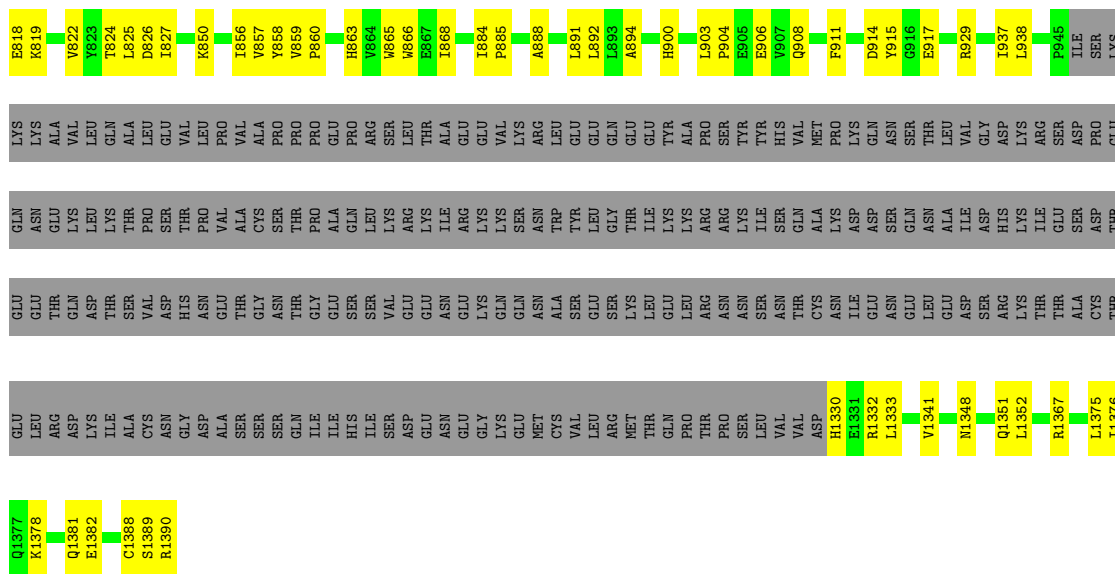 E818 K819 V822 Y823 T824 L825 D826 I827 K850 I856 V857 Y858 V859 P860 H863 V864 W865 W866 E867 I868 I884 P885 A888 L891 L892 L893 A894 H900 L903 P904 E905 E906 V907 Q908 F911 D914 Y915 G916 E917 R929 I937 L938 P945 ILE SER LYS
LYS LYS ALA VAL LEU GLN ALA LEU GLU VAL LEU PRO VAL ALA PRO PRO PRO PRO GLU PRO ARG SER LEU THR ALA GLU GLU VAL LYS ARG LEU GLU GLU GLN GLU GLU TYR ALA PRO SER TYR TYR HIS VAL MET PRO LYS GLN ASN SER THR LEU VAL GLY ASP LYS ARG SER ASP PRO GLU
GLN ASN GLU LYS LEU LYS THR PRO SER THR PRO VAL ALA CYS SER THR PRO ALA GLN LEU LYS ARG LYS ILE ARG LYS LYS SER ASN TRP TYR LEU GLY THR ILE LYS LYS ARG ARG LYS ILE SER GLN ALA LYS ASP ASP SER GLN ASN ALA ILE ASP HIS LYS ILE GLU SER ASP
GLU GLU THR GLN ASP THR SER VAL ASP HIS ASN GLU THR GLY ASN THR GLY GLU SER SER VAL GLU GLU ASN GLU LYS GLN GLN ASN ALA SER GLU SER LYS LEU GLU LEU ARG ASN ASN SER ASN THR CYS ASN ILE GLU ASN GLU LEU GLU ASP SER ARG LYS THR THR ALA CYS
GLU LEU ARG ASP LYS ILE ALA CYS ASN GLY ASP ALA SER SER SER GLN ILE ILE HIS ILE SER ASP GLU ASN GLU GLY LYS GLU MET CYS VAL LEU ARG MET THR GLN PRO THR PRO SER LEU VAL VAL ASP H1330 E1331 R1332 L1333 V1341 N1348 Q1351 L1352 R1367 L1375
Q1377 K1378 Q1381 E1382 C1388 S1389 R1390